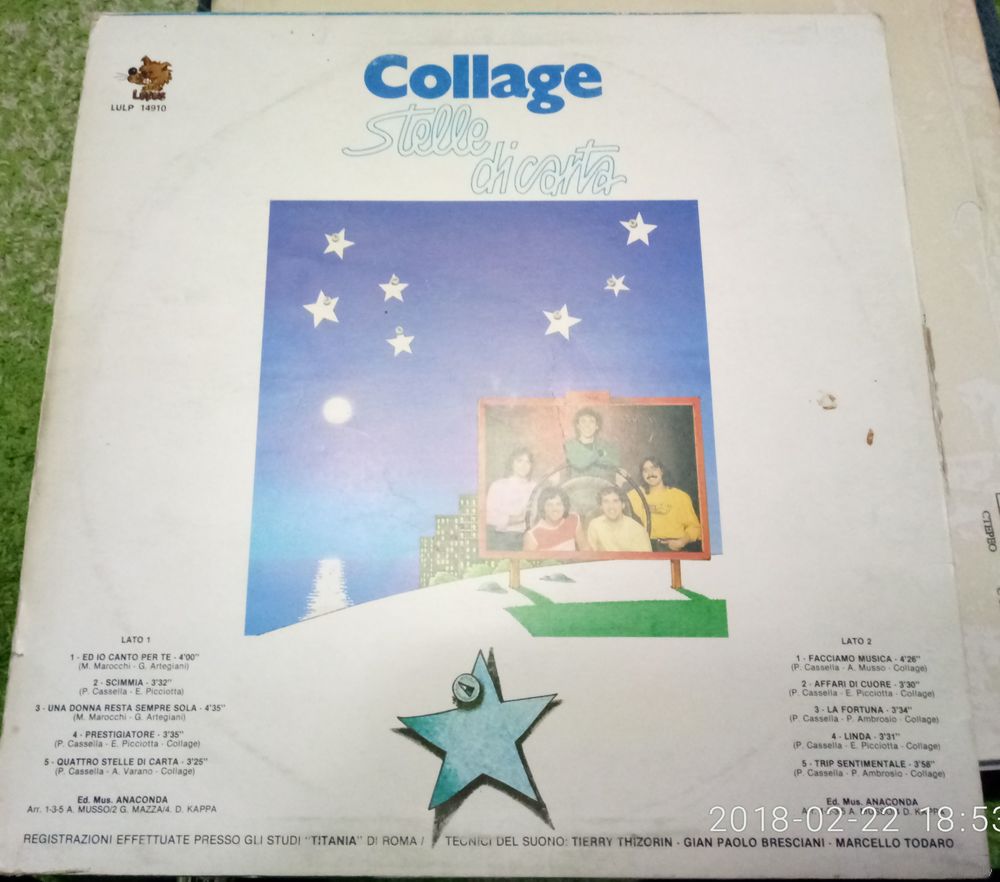 Collage
Stelle
di carta
Lupus
LULP 14910
СТЕРЕО
LATO 1
1 - ED IO CANTO PER TE - 4'00"
(M. Marocchi - G. Artegiani)
2 - SCIMMIA - 3'32"
(P. Cassella - E. Picciotta)
3 - UNA DONNA RESTA SEMPRE SOLA - 4'35"
(M. Marocchi - G. Artegiani)
4 - PRESTIGIATORE - 3'35"
(P. Cassella - E. Picciotta - Collage)
5 - QUATTRO STELLE DI CARTA - 3'25"
(P. Cassella - A. Varano - Collage)
Ed. Mus. ANACONDA
Arr. 1-3-5 A. MUSSO/2 G. MAZZA/4. D. KAPPA
LATO 2
1 - FACCIAMO MUSICA - 4'26"
(P. Cassella - A. Musso - Collage)
2 - AFFARI DI CUORE - 3'30"
(P. Cassella - E. Picciotta - Collage)
3 - LA FORTUNA - 3'34"
(P. Cassella - P. Ambrosio - Collage)
4 - LINDA - 3'31"
(P. Cassella - E. Picciotta - Collage)
5 - TRIP SENTIMENTALE - 3'58"
(P. Cassella - P. Ambrosio - Collage)
Ed. Mus. ANACONDA
Arr. D. KAPPA
2018-02-22 18:53
REGISTRAZIONI EFFETTUATE PRESSO GLI STUDI "TITANIA" DI ROMA / TECNICI DEL SUONO: TIERRY THIZORIN - GIAN PAOLO BRESCIANI - MARCELLO TODARO